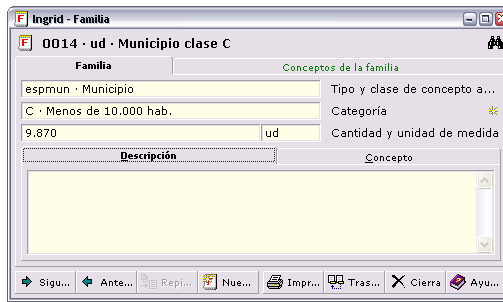 Ingrid - Familia
0014 · ud · Municipio clase C
Familia Conceptos de la familia
espmun · Municipio Tipo y clase de concepto a...
C · Menos de 10.000 hab. Categoría
9.870 ud Cantidad y unidad de medida
Descripción Concepto
Sigu... Ante... Repi... Nue... Impr... Tras... Cierra Ayu...